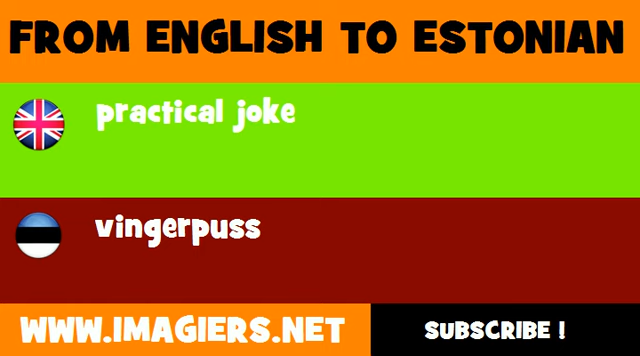 FROM ENGLISH TO ESTONIAN
practical joke
vingerpuss
WWW.IMAGIERS.NET
SUBSCRIBE !